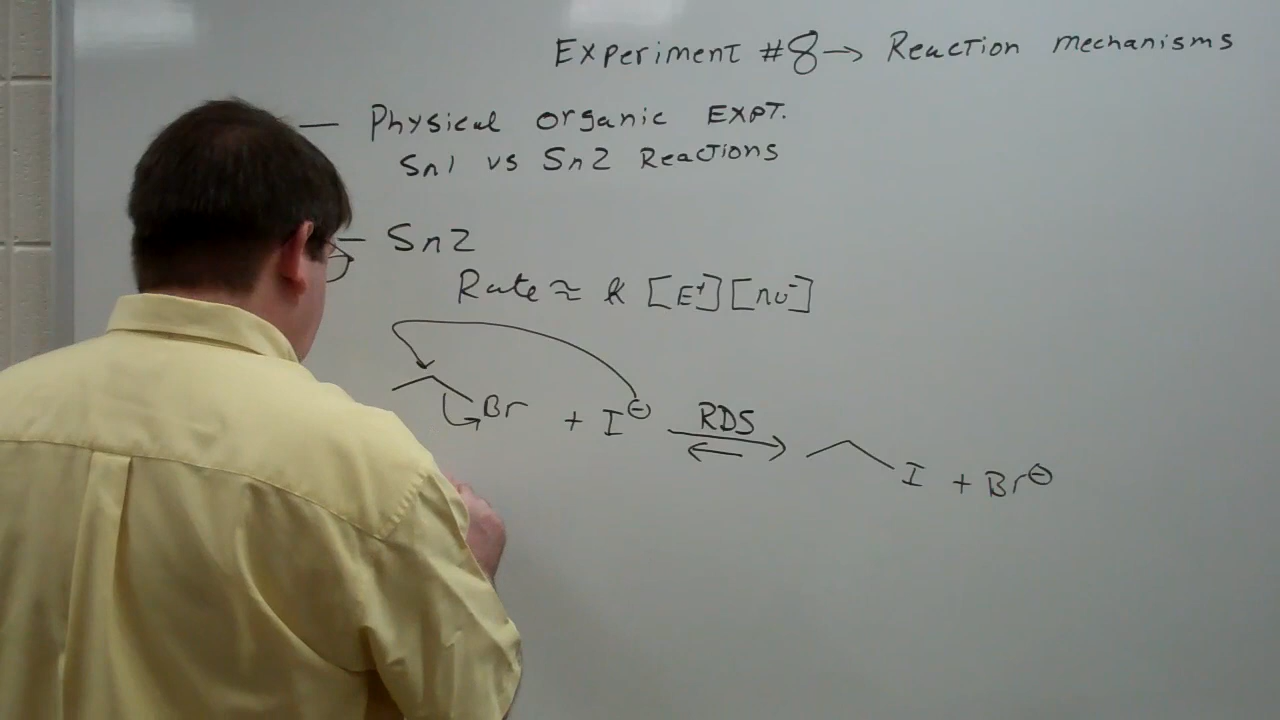 Experiment #8 → Reaction mechanisms
— Physical organic EXPT.
Sn1 vs Sn2 Reactions
— Sn2
Rate ≈ k [E⁺][nu⁻]
Br + I⊖ RDS I + Br⊖